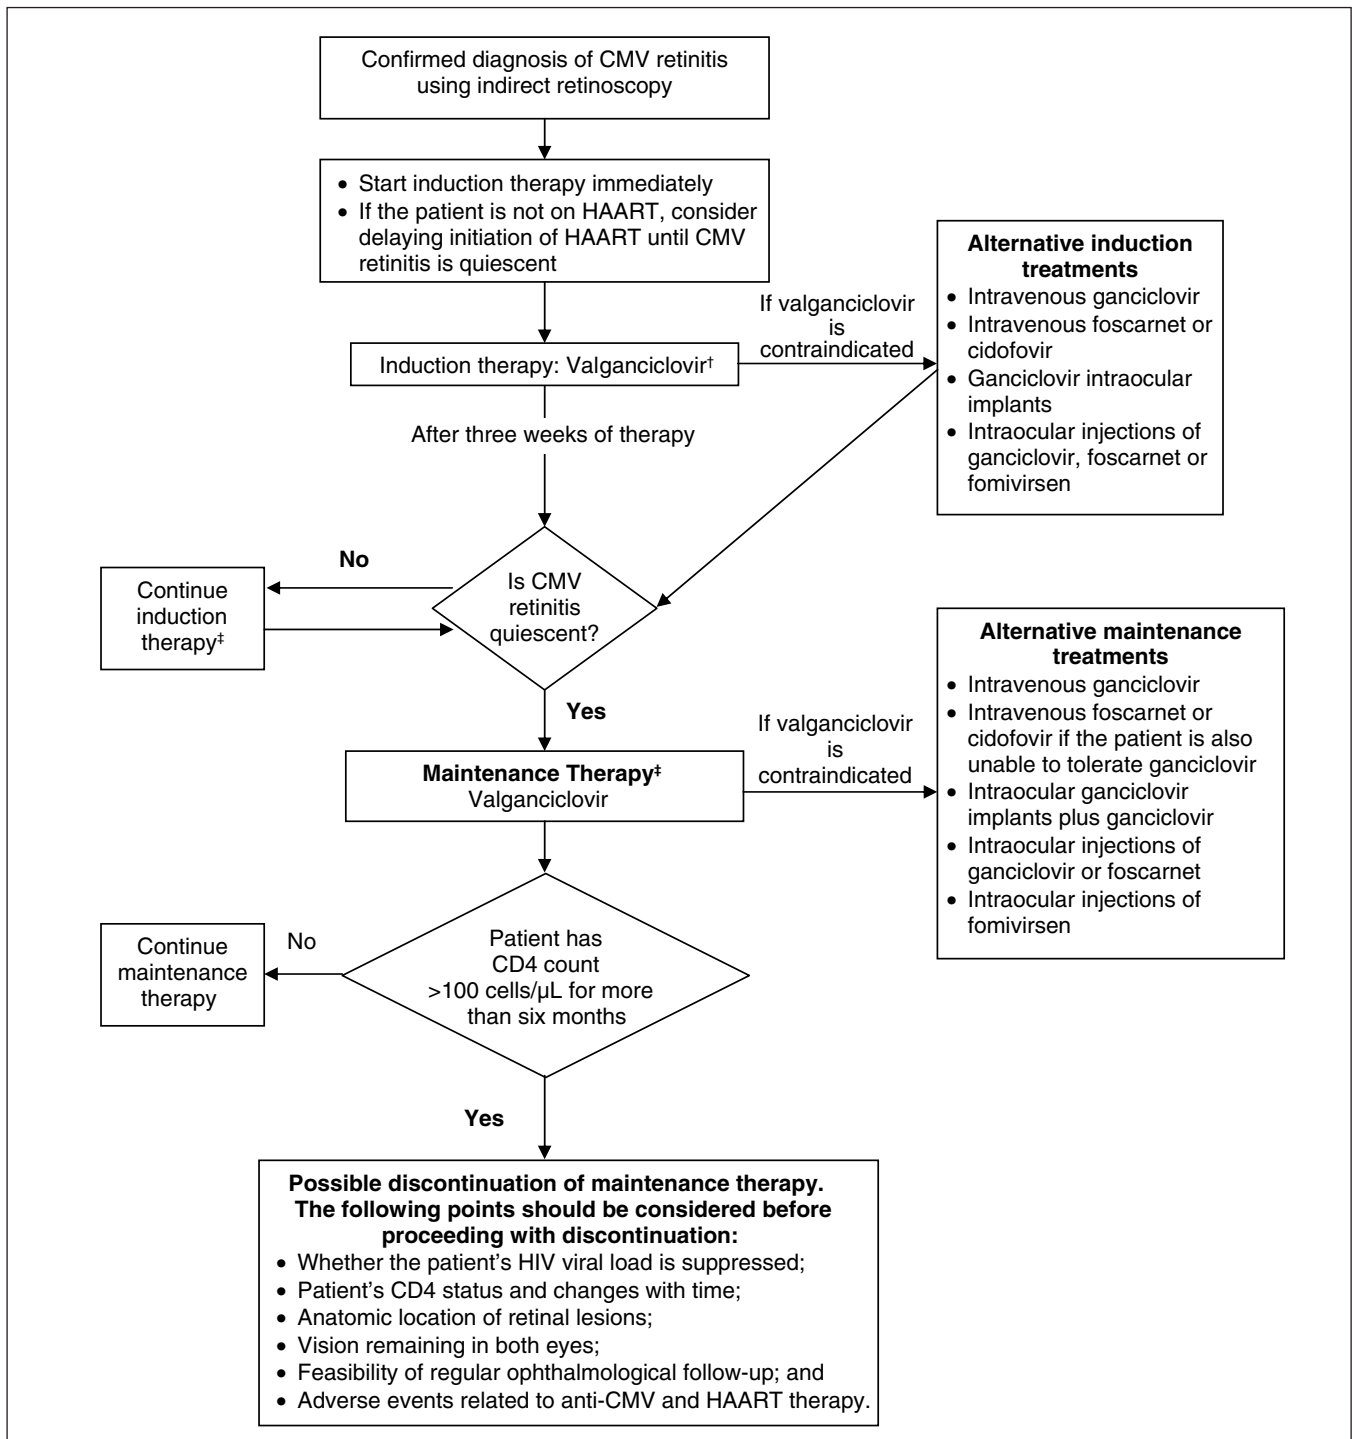 Confirmed diagnosis of CMV retinitis
using indirect retinoscopy
• Start induction therapy immediately
• If the patient is not on HAART, consider
delaying initiation of HAART until CMV
retinitis is quiescent
If valganciclovir
is
contraindicated
Alternative induction
treatments
• Intravenous ganciclovir
• Intravenous foscarnet or
cidofovir
• Ganciclovir intraocular
implants
• Intraocular injections of
ganciclovir, foscarnet or
fomivirsen
Induction therapy: Valganciclovir†
After three weeks of therapy
No
Continue
induction
therapy‡
Is CMV
retinitis
quiescent?
Yes
Maintenance Therapy‡
Valganciclovir
If valganciclovir
is
contraindicated
Alternative maintenance
treatments
• Intravenous ganciclovir
• Intravenous foscarnet or
cidofovir if the patient is also
unable to tolerate ganciclovir
• Intraocular ganciclovir
implants plus ganciclovir
• Intraocular injections of
ganciclovir or foscarnet
• Intraocular injections of
fomivirsen
No
Continue
maintenance
therapy
Patient has
CD4 count
>100 cells/µL for more
than six months
Yes
Possible discontinuation of maintenance therapy.
The following points should be considered before
proceeding with discontinuation:
• Whether the patient’s HIV viral load is suppressed;
• Patient’s CD4 status and changes with time;
• Anatomic location of retinal lesions;
• Vision remaining in both eyes;
• Feasibility of regular ophthalmological follow-up; and
• Adverse events related to anti-CMV and HAART therapy.